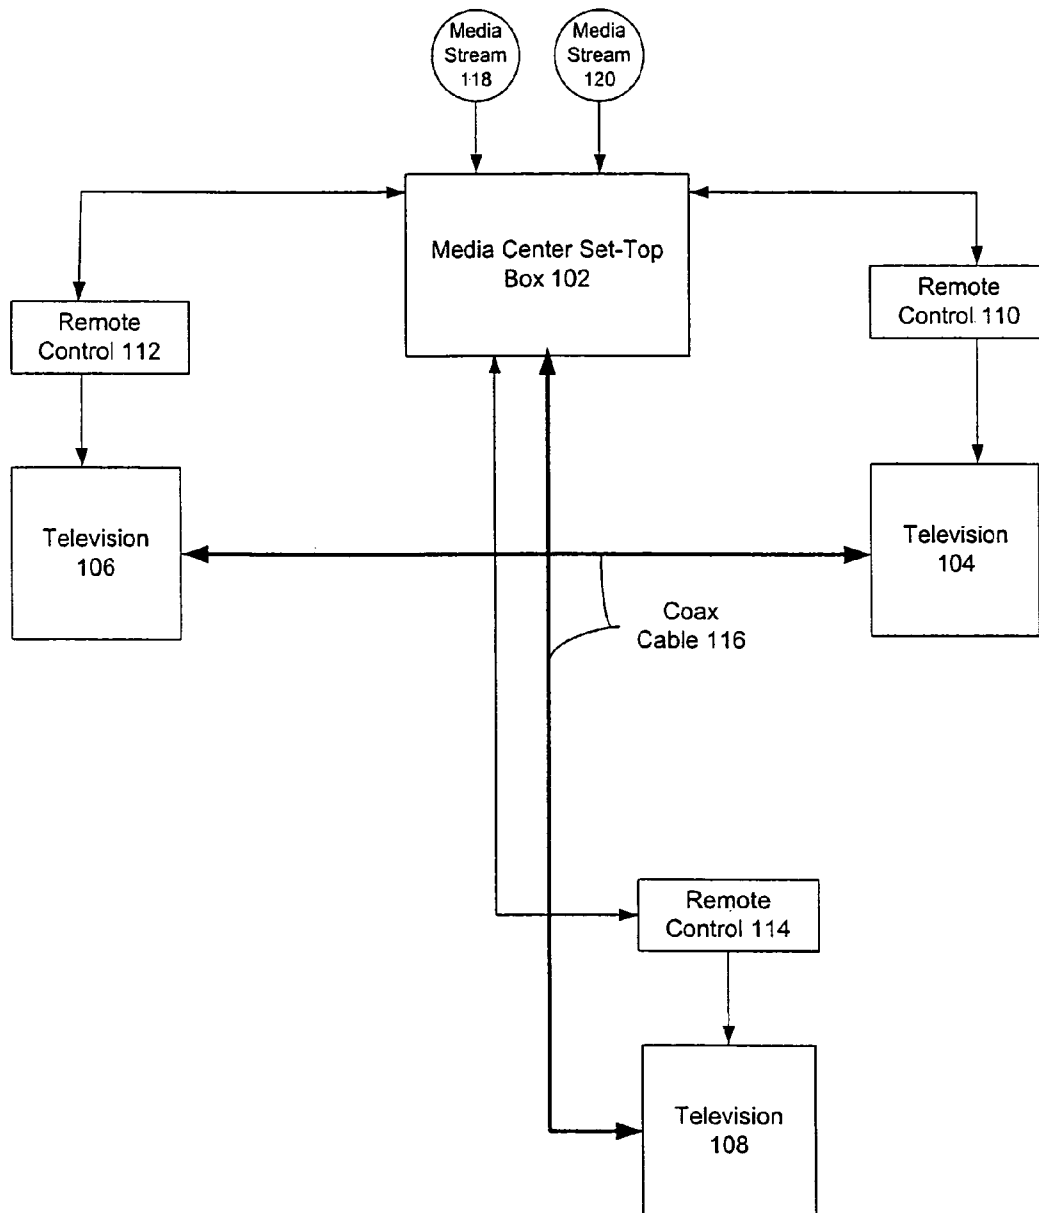 Media
Stream
118
Media
Stream
120
Media Center Set-Top
Box 102
Remote
Control 110
Remote
Control 112
Television
106
Television
104
Coax
Cable 116
Remote
Control 114
Television
108